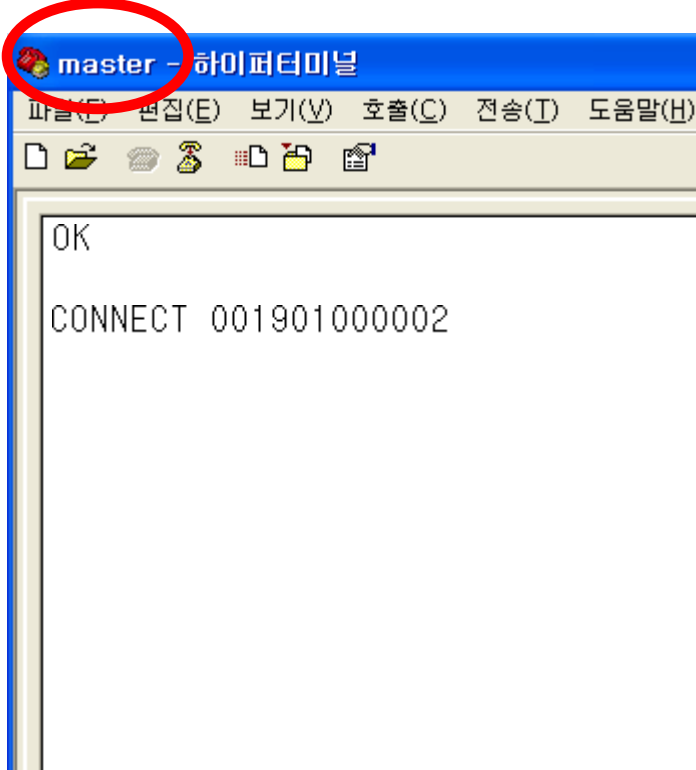 master - 하이퍼터미널
파일(F) 편집(E) 보기(V) 호출(C) 전송(T) 도움말(H)
OK
CONNECT 001901000002